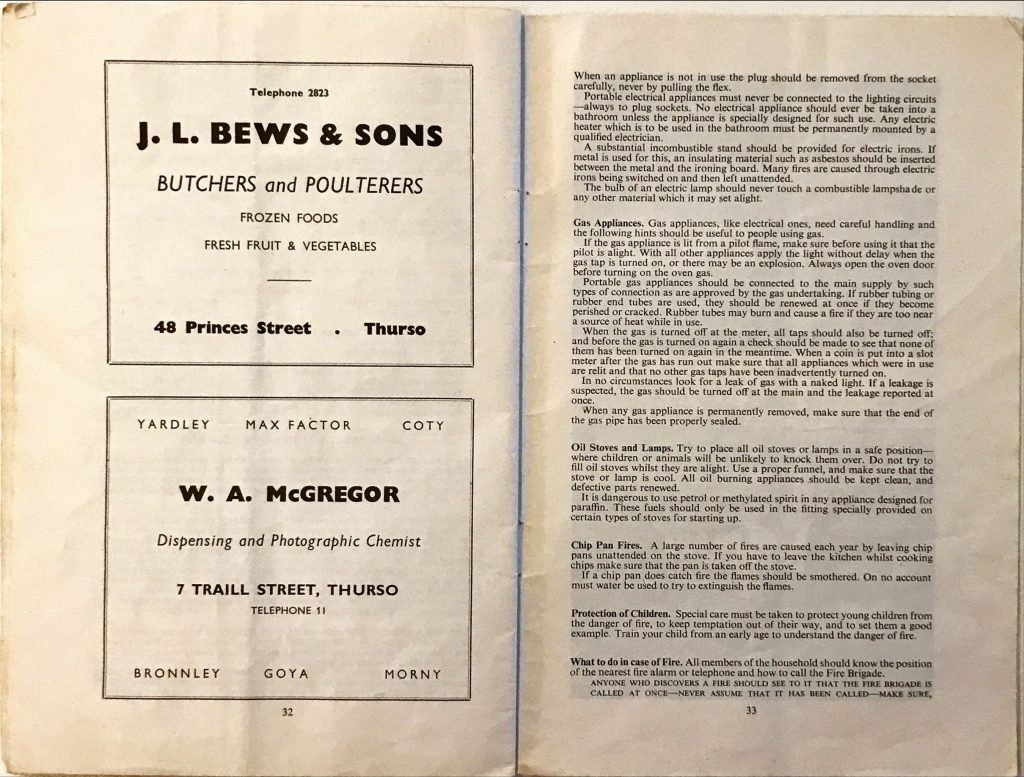 Telephone 2823
J. L. BEWS & SONS
BUTCHERS and POULTERERS
FROZEN FOODS
FRESH FRUIT & VEGETABLES
48 Princes Street . Thurso
YARDLEY MAX FACTOR COTY
W. A. McGREGOR
Dispensing and Photographic Chemist
7 TRAILL STREET, THURSO
TELEPHONE 11
BRONNLEY GOYA MORNY
32
When an appliance is not in use the plug should be removed from the socket
carefully, never by pulling the flex.
Portable electrical appliances must never be connected to the lighting circuits
—always to plug sockets. No electrical appliance should ever be taken into a
bathroom unless the appliance is specially designed for such use. Any electric
heater which is to be used in the bathroom must be permanently mounted by a
qualified electrician.
A substantial incombustible stand should be provided for electric irons. If
metal is used for this, an insulating material such as asbestos should be inserted
between the metal and the ironing board. Many fires are caused through electric
irons being switched on and then left unattended.
The bulb of an electric lamp should never touch a combustible lampshade or
any other material which it may set alight.
Gas Appliances. Gas appliances, like electrical ones, need careful handling and
the following hints should be useful to people using gas.
If the gas appliance is lit from a pilot flame, make sure before using it that the
pilot is alight. With all other appliances apply the light without delay when the
gas tap is turned on, or there may be an explosion. Always open the oven door
before turning on the oven gas.
Portable gas appliances should be connected to the main supply by such
types of connection as are approved by the gas undertaking. If rubber tubing or
rubber end tubes are used, they should be renewed at once if they become
perished or cracked. Rubber tubes may burn and cause a fire if they are too near
a source of heat while in use.
When the gas is turned off at the meter, all taps should also be turned off;
and before the gas is turned on again a check should be made to see that none of
them has been turned on again in the meantime. When a coin is put into a slot
meter after the gas has run out make sure that all appliances which were in use
are relit and that no other gas taps have been inadvertently turned on.
In no circumstances look for a leak of gas with a naked light. If a leakage is
suspected, the gas should be turned off at the main and the leakage reported at
once.
When any gas appliance is permanently removed, make sure that the end of
the gas pipe has been properly sealed.
Oil Stoves and Lamps. Try to place all oil stoves or lamps in a safe position—
where children or animals will be unlikely to knock them over. Do not try to
fill oil stoves whilst they are alight. Use a proper funnel, and make sure that the
stove or lamp is cool. All oil burning appliances should be kept clean, and
defective parts renewed.
It is dangerous to use petrol or methylated spirit in any appliance designed for
paraffin. These fuels should only be used in the fitting specially provided on
certain types of stoves for starting up.
Chip Pan Fires. A large number of fires are caused each year by leaving chip
pans unattended on the stove. If you have to leave the kitchen whilst cooking
chips make sure that the pan is taken off the stove.
If a chip pan does catch fire the flames should be smothered. On no account
must water be used to try to extinguish the flames.
Protection of Children. Special care must be taken to protect young children from
the danger of fire, to keep temptation out of their way, and to set them a good
example. Train your child from an early age to understand the danger of fire.
What to do in case of Fire. All members of the household should know the position
of the nearest fire alarm or telephone and how to call the Fire Brigade.
ANYONE WHO DISCOVERS A FIRE SHOULD SEE TO IT THAT THE FIRE BRIGADE IS
CALLED AT ONCE—NEVER ASSUME THAT IT HAS BEEN CALLED—MAKE SURE,
33